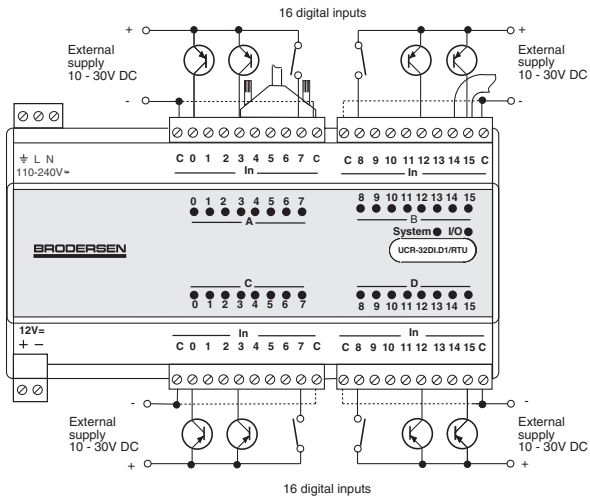 16 digital inputs
+ +
External supply 10 - 30V DC
External supply 10 - 30V DC
- -
L N
110-240V≃
C 0 1 2 3 4 5 6 7 C
In
C 8 9 10 11 12 13 14 15 C
In
0 1 2 3 4 5 6 7
A
8 9 10 11 12 13 14 15
B
System I/O
BRODERSEN
UCR-32DI.D1/RTU
C
0 1 2 3 4 5 6 7
D
8 9 10 11 12 13 14 15
12V=
+ −
In
C 0 1 2 3 4 5 6 7 C
In
C 8 9 10 11 12 13 14 15 C
- -
External supply 10 - 30V DC
External supply 10 - 30V DC
+ +
16 digital inputs